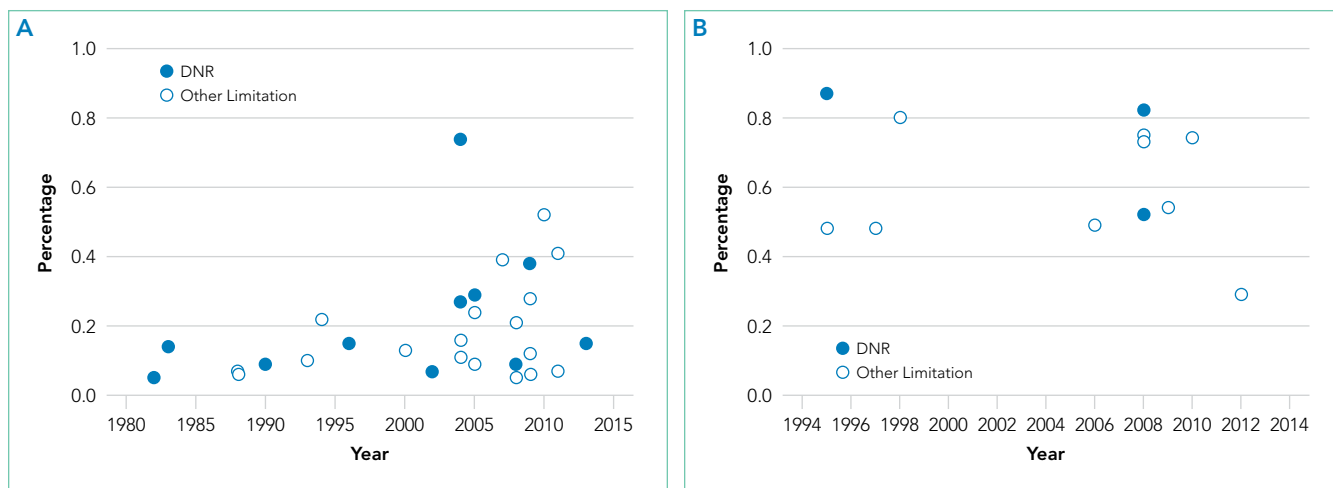 A
1.0
0.8
0.6
0.4
0.2
0.0
Percentage
DNR
Other Limitation
1980 1985 1990 1995 2000 2005 2010 2015
Year
B
1.0
0.8
0.6
0.4
0.2
0.0
Percentage
DNR
Other Limitation
1994 1996 1998 2000 2002 2004 2006 2008 2010 2012 2014
Year